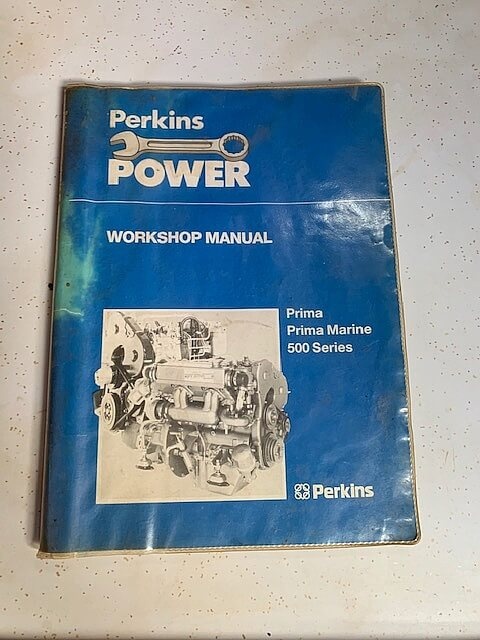 Perkins
POWER
WORKSHOP MANUAL
Prima
Prima Marine
500 Series
Perkins